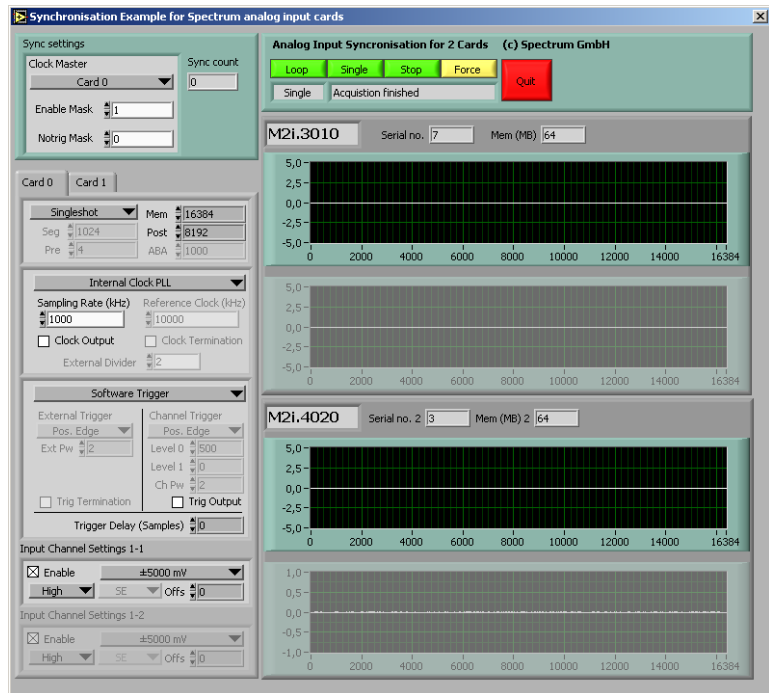 Synchronisation Example for Spectrum analog input cards
Sync settings
Clock Master
Sync count
Card 0
0
Enable Mask 1
Notrig Mask 0
Analog Input Syncronisation for 2 Cards (c) Spectrum GmbH
Loop Single Stop Force
Quit
Single Acquistion finished
Card 0 Card 1
Singleshot Mem 16384
Seg 1024 Post 8192
Pre 4 ABA 1000
Internal Clock PLL
Sampling Rate (kHz) Reference Clock (kHz)
1000 10000
Clock Output Clock Termination
External Divider 2
Software Trigger
External Trigger Channel Trigger
Pos. Edge Pos. Edge
Ext Pw 2 Level 0 500
Level 1 0
Ch Pw 2
Trig Termination Trig Output
Trigger Delay (Samples) 0
Input Channel Settings 1-1
Enable ±5000 mV
High SE Offs 0
Input Channel Settings 1-2
Enable ±5000 mV
High SE Offs 0
M2i.3010 Serial no. 7 Mem (MB) 64
5,0
2,5
0,0
-2,5
-5,0
0 2000 4000 6000 8000 10000 12000 14000 16384
5,0
2,5
0,0
-2,5
-5,0
0 2000 4000 6000 8000 10000 12000 14000 16384
M2i.4020 Serial no. 2 3 Mem (MB) 2 64
5,0
2,5
0,0
-2,5
-5,0
0 2000 4000 6000 8000 10000 12000 14000 16384
1,0
0,5
0,0
-0,5
-1,0
0 2000 4000 6000 8000 10000 12000 14000 16384